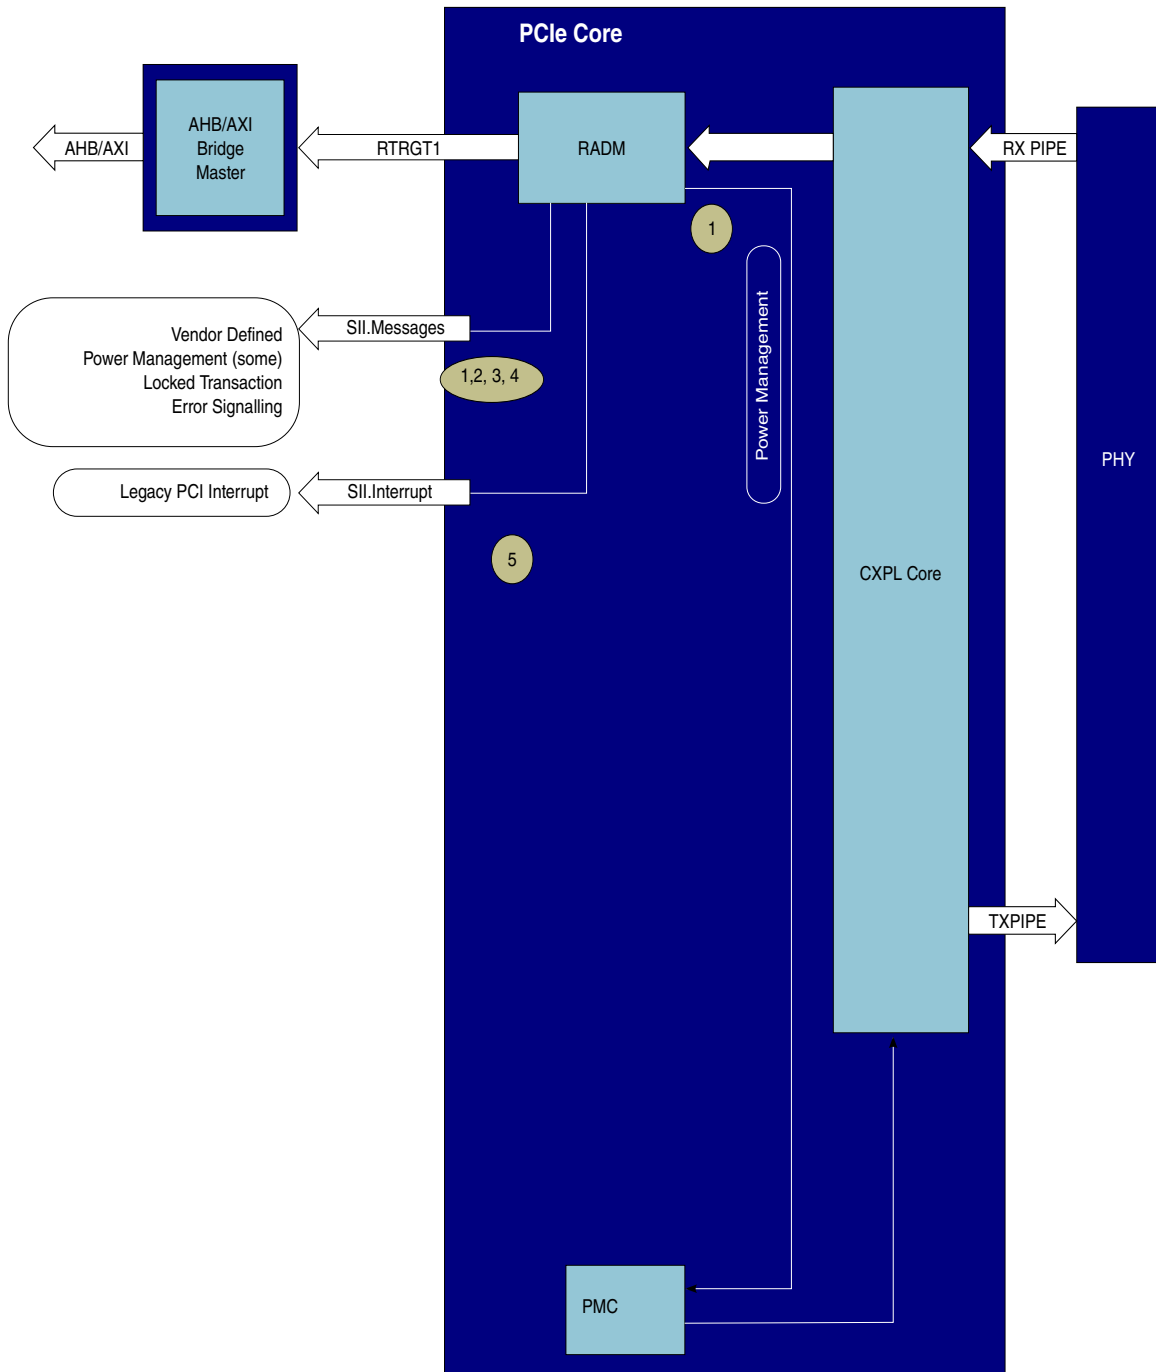 PCIe Core
AHB/AXI
AHB/AXI
Bridge
Master
RTRGT1
RADM
RX PIPE
1
Vendor Defined
Power Management (some)
Locked Transaction
Error Signalling
SII.Messages
1,2, 3, 4
Power Management
PHY
Legacy PCI Interrupt
SII.Interrupt
5
CXPL Core
TXPIPE
PMC